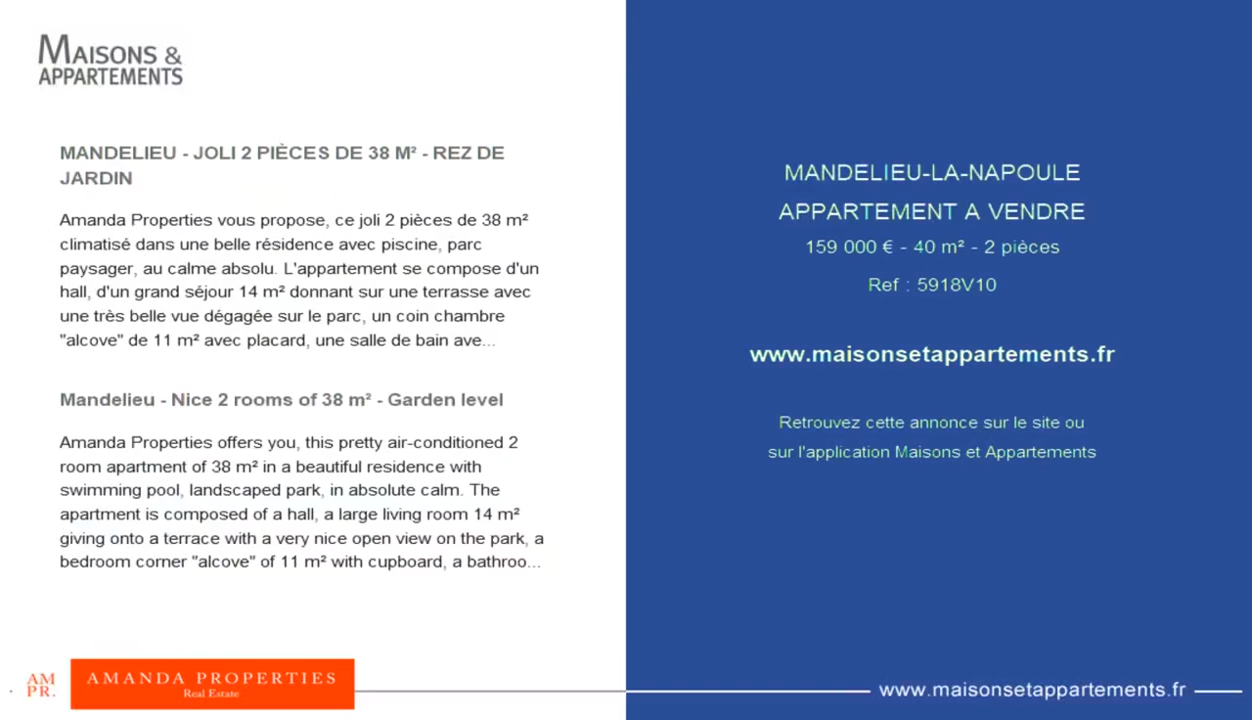 MAISONS &
APPARTEMENTS
MANDELIEU - JOLI 2 PIÈCES DE 38 M² - REZ DE
JARDIN
Amanda Properties vous propose, ce joli 2 pièces de 38 m²
climatisé dans une belle résidence avec piscine, parc
paysager, au calme absolu. L'appartement se compose d'un
hall, d'un grand séjour 14 m² donnant sur une terrasse avec
une très belle vue dégagée sur le parc, un coin chambre
"alcove" de 11 m² avec placard, une salle de bain ave...
Mandelieu - Nice 2 rooms of 38 m² - Garden level
Amanda Properties offers you, this pretty air-conditioned 2
room apartment of 38 m² in a beautiful residence with
swimming pool, landscaped park, in absolute calm. The
apartment is composed of a hall, a large living room 14 m²
giving onto a terrace with a very nice open view on the park, a
bedroom corner "alcove" of 11 m² with cupboard, a bathroo...
AM
PR.
AMANDA PROPERTIES
Real Estate
MANDELIEU-LA-NAPOULE
APPARTEMENT A VENDRE
159 000 € - 40 m² - 2 pièces
Ref : 5918V10
www.maisonsetappartements.fr
Retrouvez cette annonce sur le site ou
sur l'application Maisons et Appartements
www.maisonsetappartements.fr